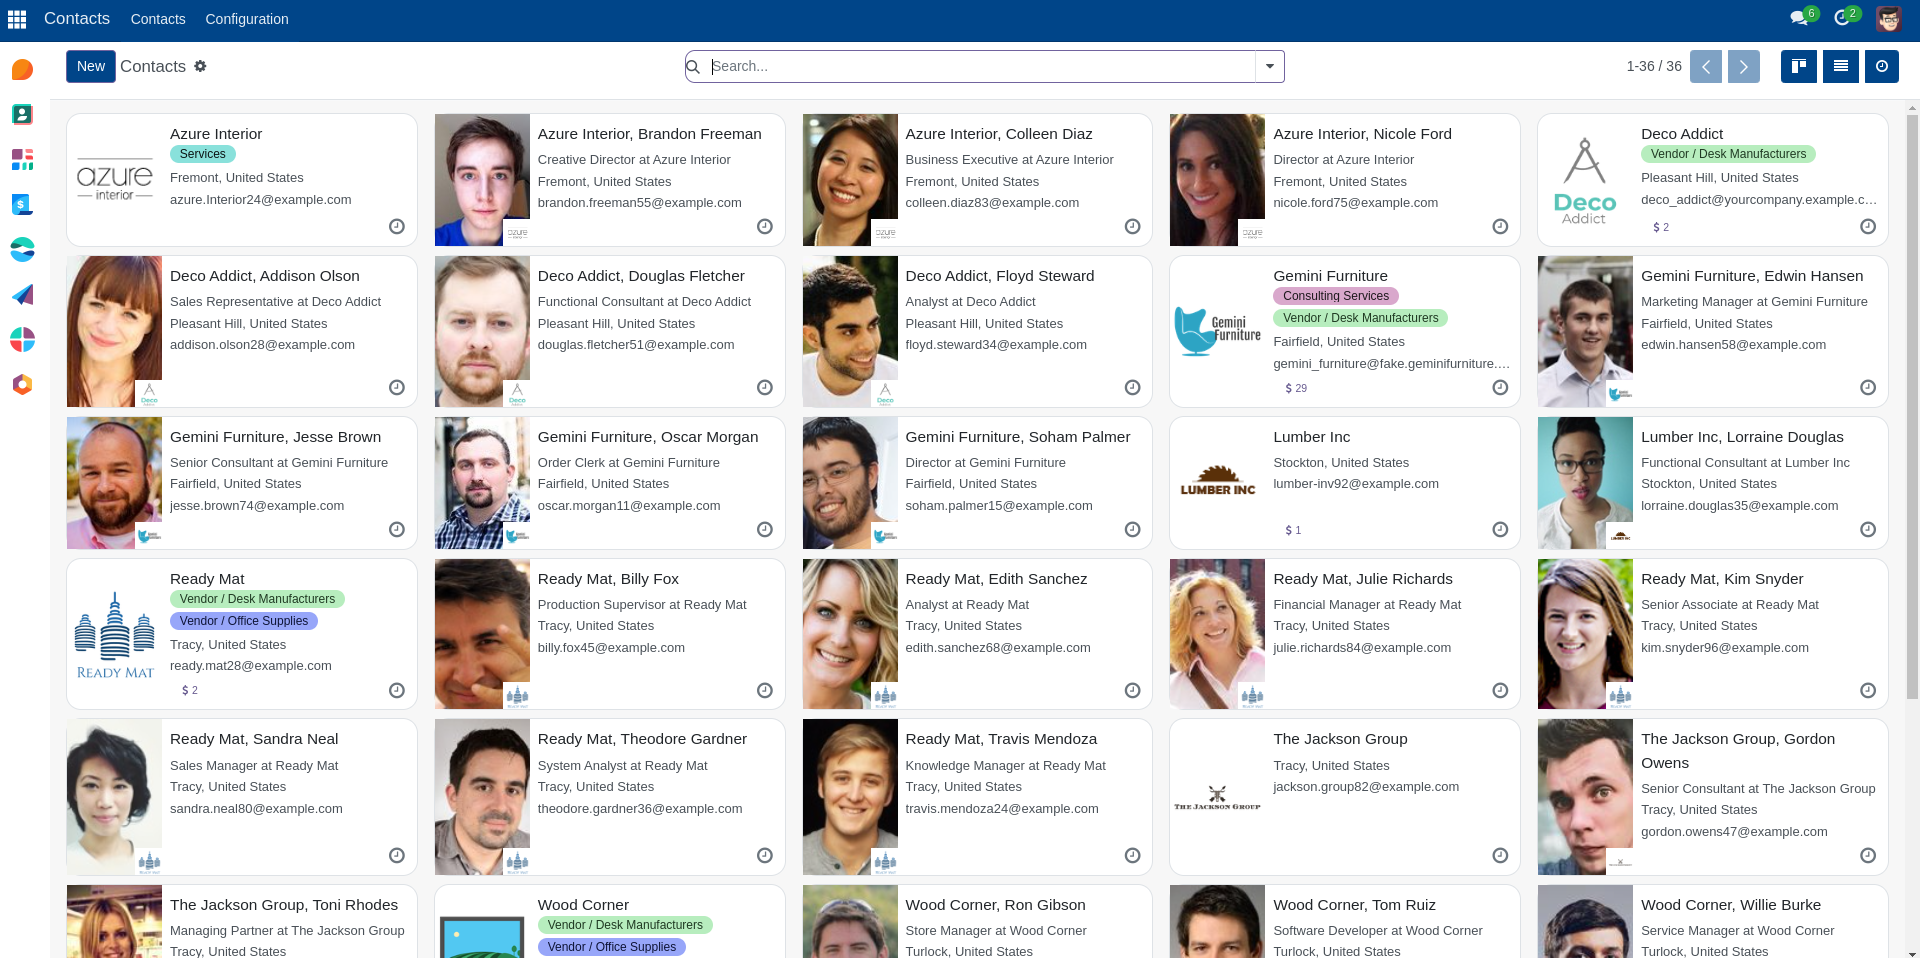 Contacts Contacts Configuration 6 2
New Contacts Search... 1-36 / 36
Azure Interior
Services
Fremont, United States
azure.Interior24@example.com
azure
interior
Azure Interior, Brandon Freeman
Creative Director at Azure Interior
Fremont, United States
brandon.freeman55@example.com
azure
Azure Interior, Colleen Diaz
Business Executive at Azure Interior
Fremont, United States
colleen.diaz83@example.com
azure
Azure Interior, Nicole Ford
Director at Azure Interior
Fremont, United States
nicole.ford75@example.com
azure
Deco Addict
Vendor / Desk Manufacturers
Pleasant Hill, United States
deco_addict@yourcompany.example.c...
$ 2
Deco
Addict
Deco Addict, Addison Olson
Sales Representative at Deco Addict
Pleasant Hill, United States
addison.olson28@example.com
Deco
Deco Addict, Douglas Fletcher
Functional Consultant at Deco Addict
Pleasant Hill, United States
douglas.fletcher51@example.com
Deco
Deco Addict, Floyd Steward
Analyst at Deco Addict
Pleasant Hill, United States
floyd.steward34@example.com
Deco
Gemini Furniture
Consulting Services
Vendor / Desk Manufacturers
Fairfield, United States
gemini_furniture@fake.geminifurniture....
$ 29
Gemini
Furniture
Gemini Furniture, Edwin Hansen
Marketing Manager at Gemini Furniture
Fairfield, United States
edwin.hansen58@example.com
Gemini Furniture, Jesse Brown
Senior Consultant at Gemini Furniture
Fairfield, United States
jesse.brown74@example.com
Gemini Furniture, Oscar Morgan
Order Clerk at Gemini Furniture
Fairfield, United States
oscar.morgan11@example.com
Gemini Furniture, Soham Palmer
Director at Gemini Furniture
Fairfield, United States
soham.palmer15@example.com
Lumber Inc
Stockton, United States
lumber-inv92@example.com
$ 1
LUMBER INC
Lumber Inc, Lorraine Douglas
Functional Consultant at Lumber Inc
Stockton, United States
lorraine.douglas35@example.com
LUMBER INC
Ready Mat
Vendor / Desk Manufacturers
Vendor / Office Supplies
Tracy, United States
ready.mat28@example.com
$ 2
READY MAT
Ready Mat, Billy Fox
Production Supervisor at Ready Mat
Tracy, United States
billy.fox45@example.com
READY MAT
Ready Mat, Edith Sanchez
Analyst at Ready Mat
Tracy, United States
edith.sanchez68@example.com
READY MAT
Ready Mat, Julie Richards
Financial Manager at Ready Mat
Tracy, United States
julie.richards84@example.com
READY MAT
Ready Mat, Kim Snyder
Senior Associate at Ready Mat
Tracy, United States
kim.snyder96@example.com
READY MAT
Ready Mat, Sandra Neal
Sales Manager at Ready Mat
Tracy, United States
sandra.neal80@example.com
READY MAT
Ready Mat, Theodore Gardner
System Analyst at Ready Mat
Tracy, United States
theodore.gardner36@example.com
READY MAT
Ready Mat, Travis Mendoza
Knowledge Manager at Ready Mat
Tracy, United States
travis.mendoza24@example.com
READY MAT
The Jackson Group
Tracy, United States
jackson.group82@example.com
THE JACKSON GROUP
The Jackson Group, Gordon
Owens
Senior Consultant at The Jackson Group
Tracy, United States
gordon.owens47@example.com
The Jackson Group, Toni Rhodes
Managing Partner at The Jackson Group
Tracy, United States
Wood Corner
Vendor / Desk Manufacturers
Vendor / Office Supplies
Wood Corner, Ron Gibson
Store Manager at Wood Corner
Turlock, United States
Wood Corner, Tom Ruiz
Software Developer at Wood Corner
Turlock, United States
Wood Corner, Willie Burke
Service Manager at Wood Corner
Turlock, United States